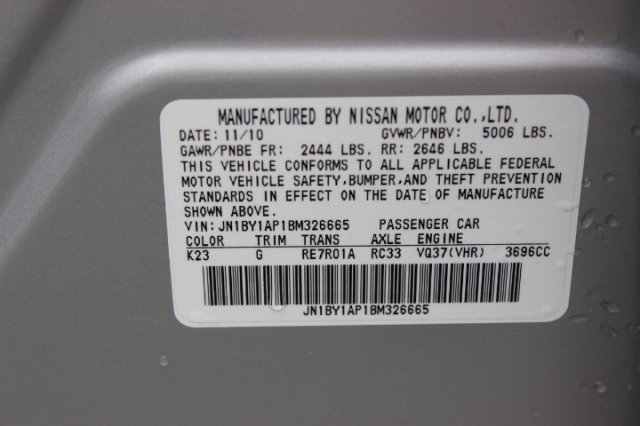 MANUFACTURED BY NISSAN MOTOR CO.,LTD.
DATE: 11/10 GVWR/PNBV: 5006 LBS.
GAWR/PNBE FR: 2444 LBS. RR: 2646 LBS.
THIS VEHICLE CONFORMS TO ALL APPLICABLE FEDERAL
MOTOR VEHICLE SAFETY,BUMPER,AND THEFT PREVENTION
STANDARDS IN EFFECT ON THE DATE OF MANUFACTURE
SHOWN ABOVE.
VIN: JN1BY1AP1BM326665 PASSENGER CAR
COLOR TRIM TRANS AXLE ENGINE
K23 G RE7R01A RC33 VQ37(VHR) 3696CC
JN1BY1AP1BM326665